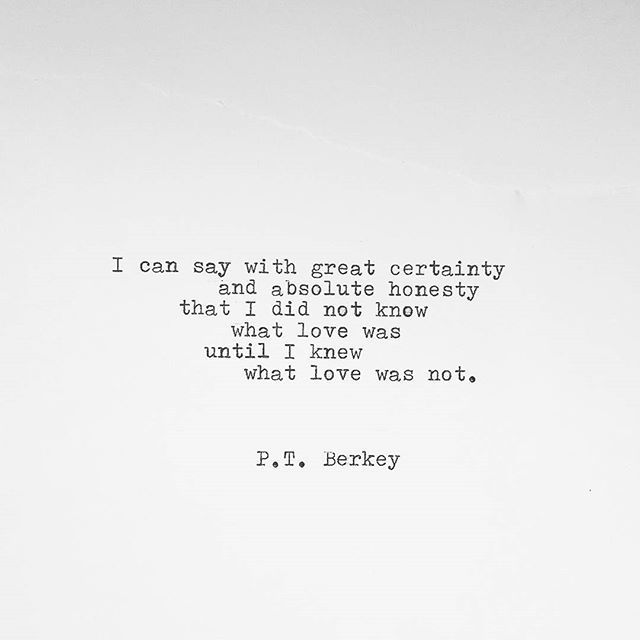 I can say with great certainty
and absolute honesty
that I did not know
what love was
until I knew
what love was not.
P.T. Berkey